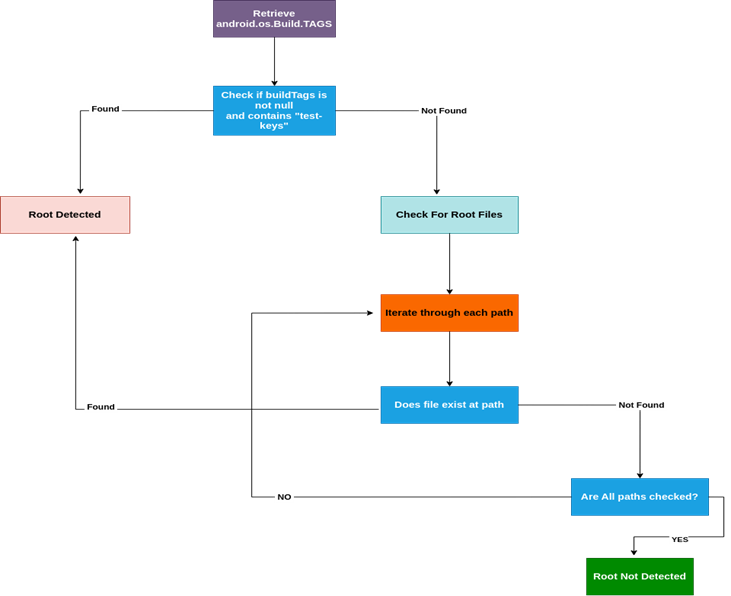 Retrieve
android.os.Build.TAGS
Check if buildTags is
not null
and contains "test-
keys"
Found
Not Found
Root Detected
Check For Root Files
Iterate through each path
Does file exist at path
Found
Not Found
Are All paths checked?
NO
YES
Root Not Detected